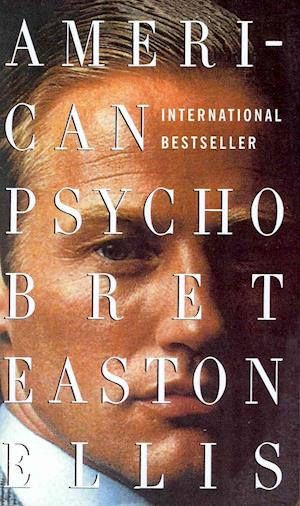 AMERI-
CAN
INTERNATIONAL
BESTSELLER
PSYCHO
BRET
EASTON
ELLIS